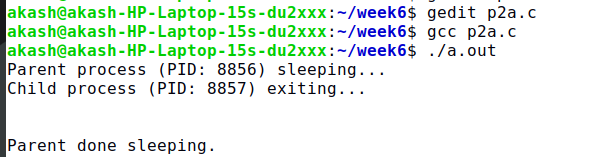 akash@akash-HP-Laptop-15s-du2xxx:~/week6$ gedit p2a.c
akash@akash-HP-Laptop-15s-du2xxx:~/week6$ gcc p2a.c
akash@akash-HP-Laptop-15s-du2xxx:~/week6$ ./a.out
Parent process (PID: 8856) sleeping...
Child process (PID: 8857) exiting...
Parent done sleeping.